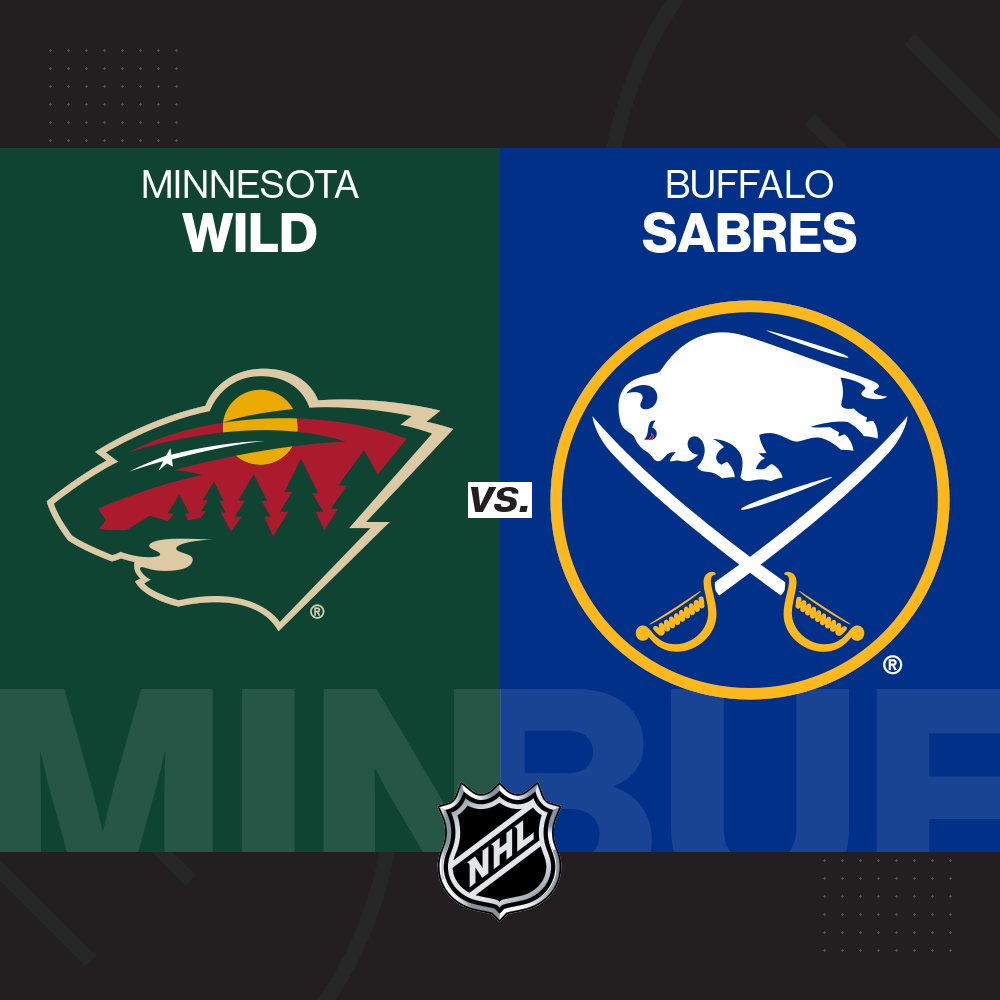 MINNESOTA
WILD
BUFFALO
SABRES
VS.
®
®
MIN
BUF
NHL